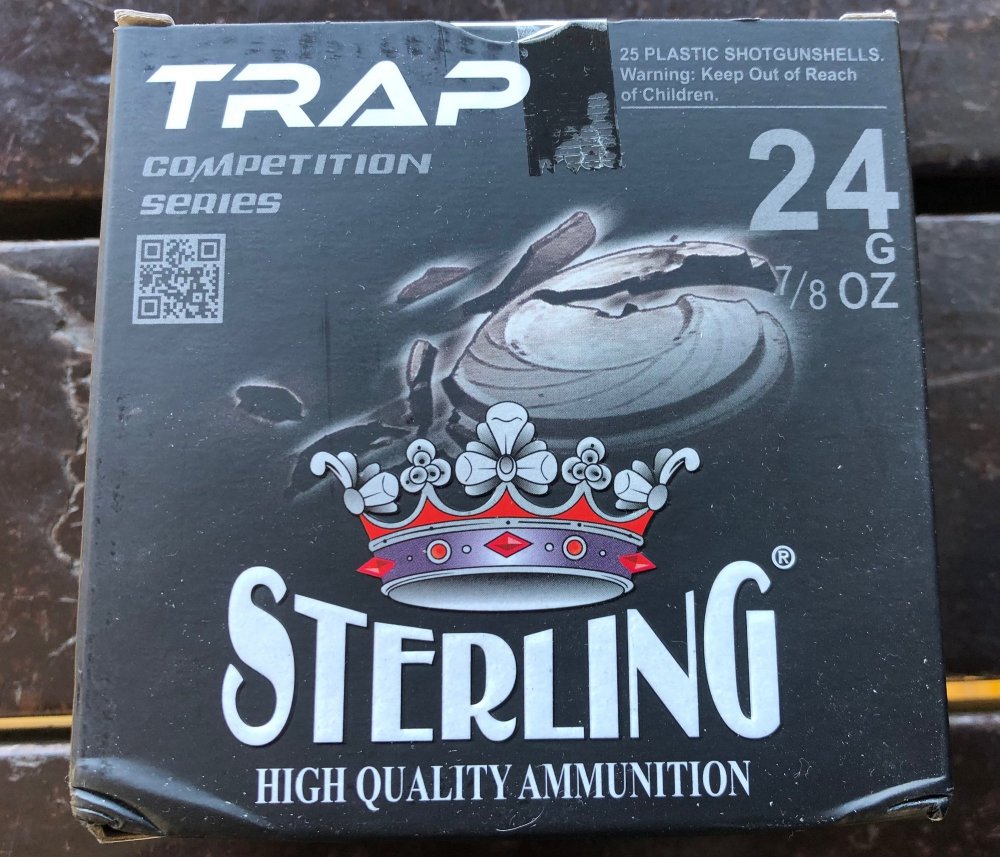 TRAP
COMPETITION
SERIES
25 PLASTIC SHOTGUNSHELLS.
Warning: Keep Out of Reach
of Children.
24
G
7/8 OZ
STERLING®
HIGH QUALITY AMMUNITION